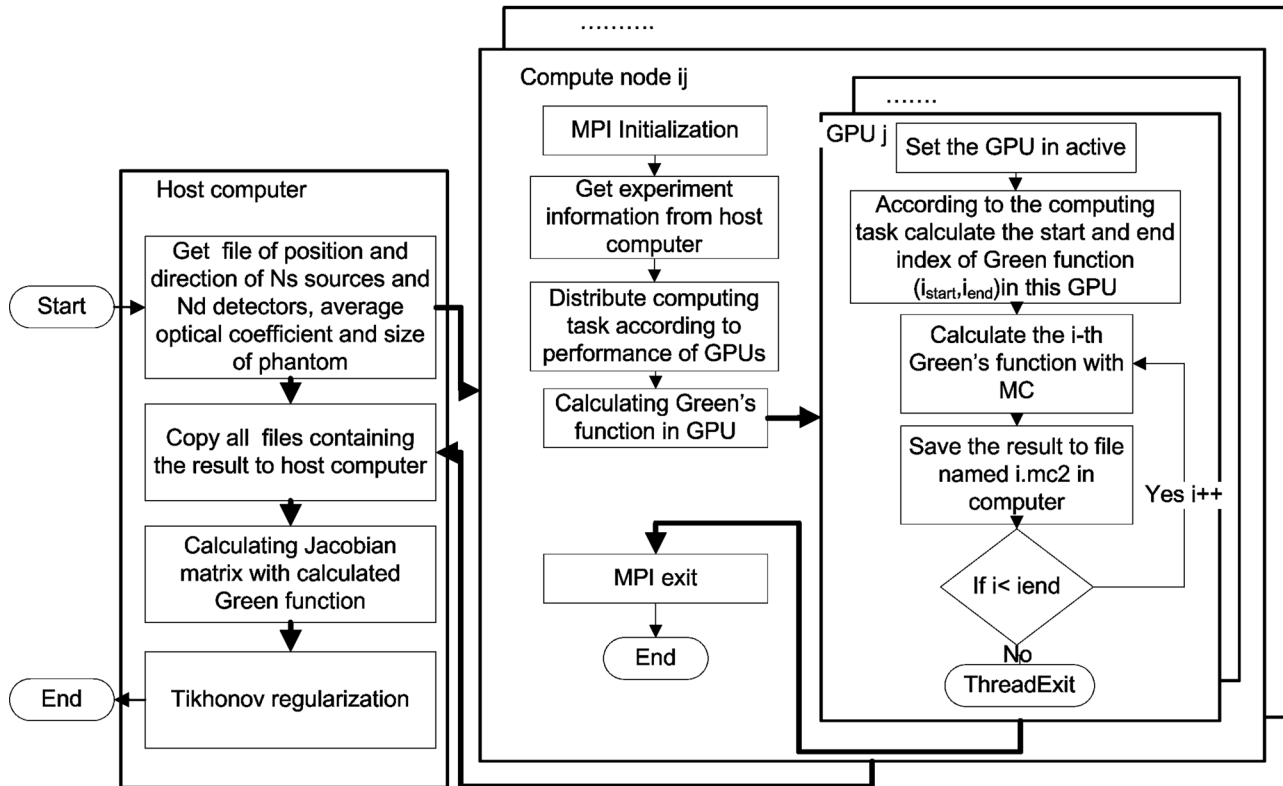 Host computer
Start
Get file of position and
direction of Ns sources and
Nd detectors, average
optical coefficient and size
of phantom
Copy all files containing
the result to host computer
Calculating Jacobian
matrix with calculated
Green function
Tikhonov regularization
End
..........
Compute node ij
MPI Initialization
Get experiment
information from host
computer
Distribute computing
task according to
performance of GPUs
Calculating Green's
function in GPU
MPI exit
End
.......
GPU j
Set the GPU in active
According to the computing
task calculate the start and end
index of Green function
(istart,iend)in this GPU
Calculate the i-th
Green's function with
MC
Save the result to file
named i.mc2 in
computer
Yes i++
If i< iend
No
ThreadExit